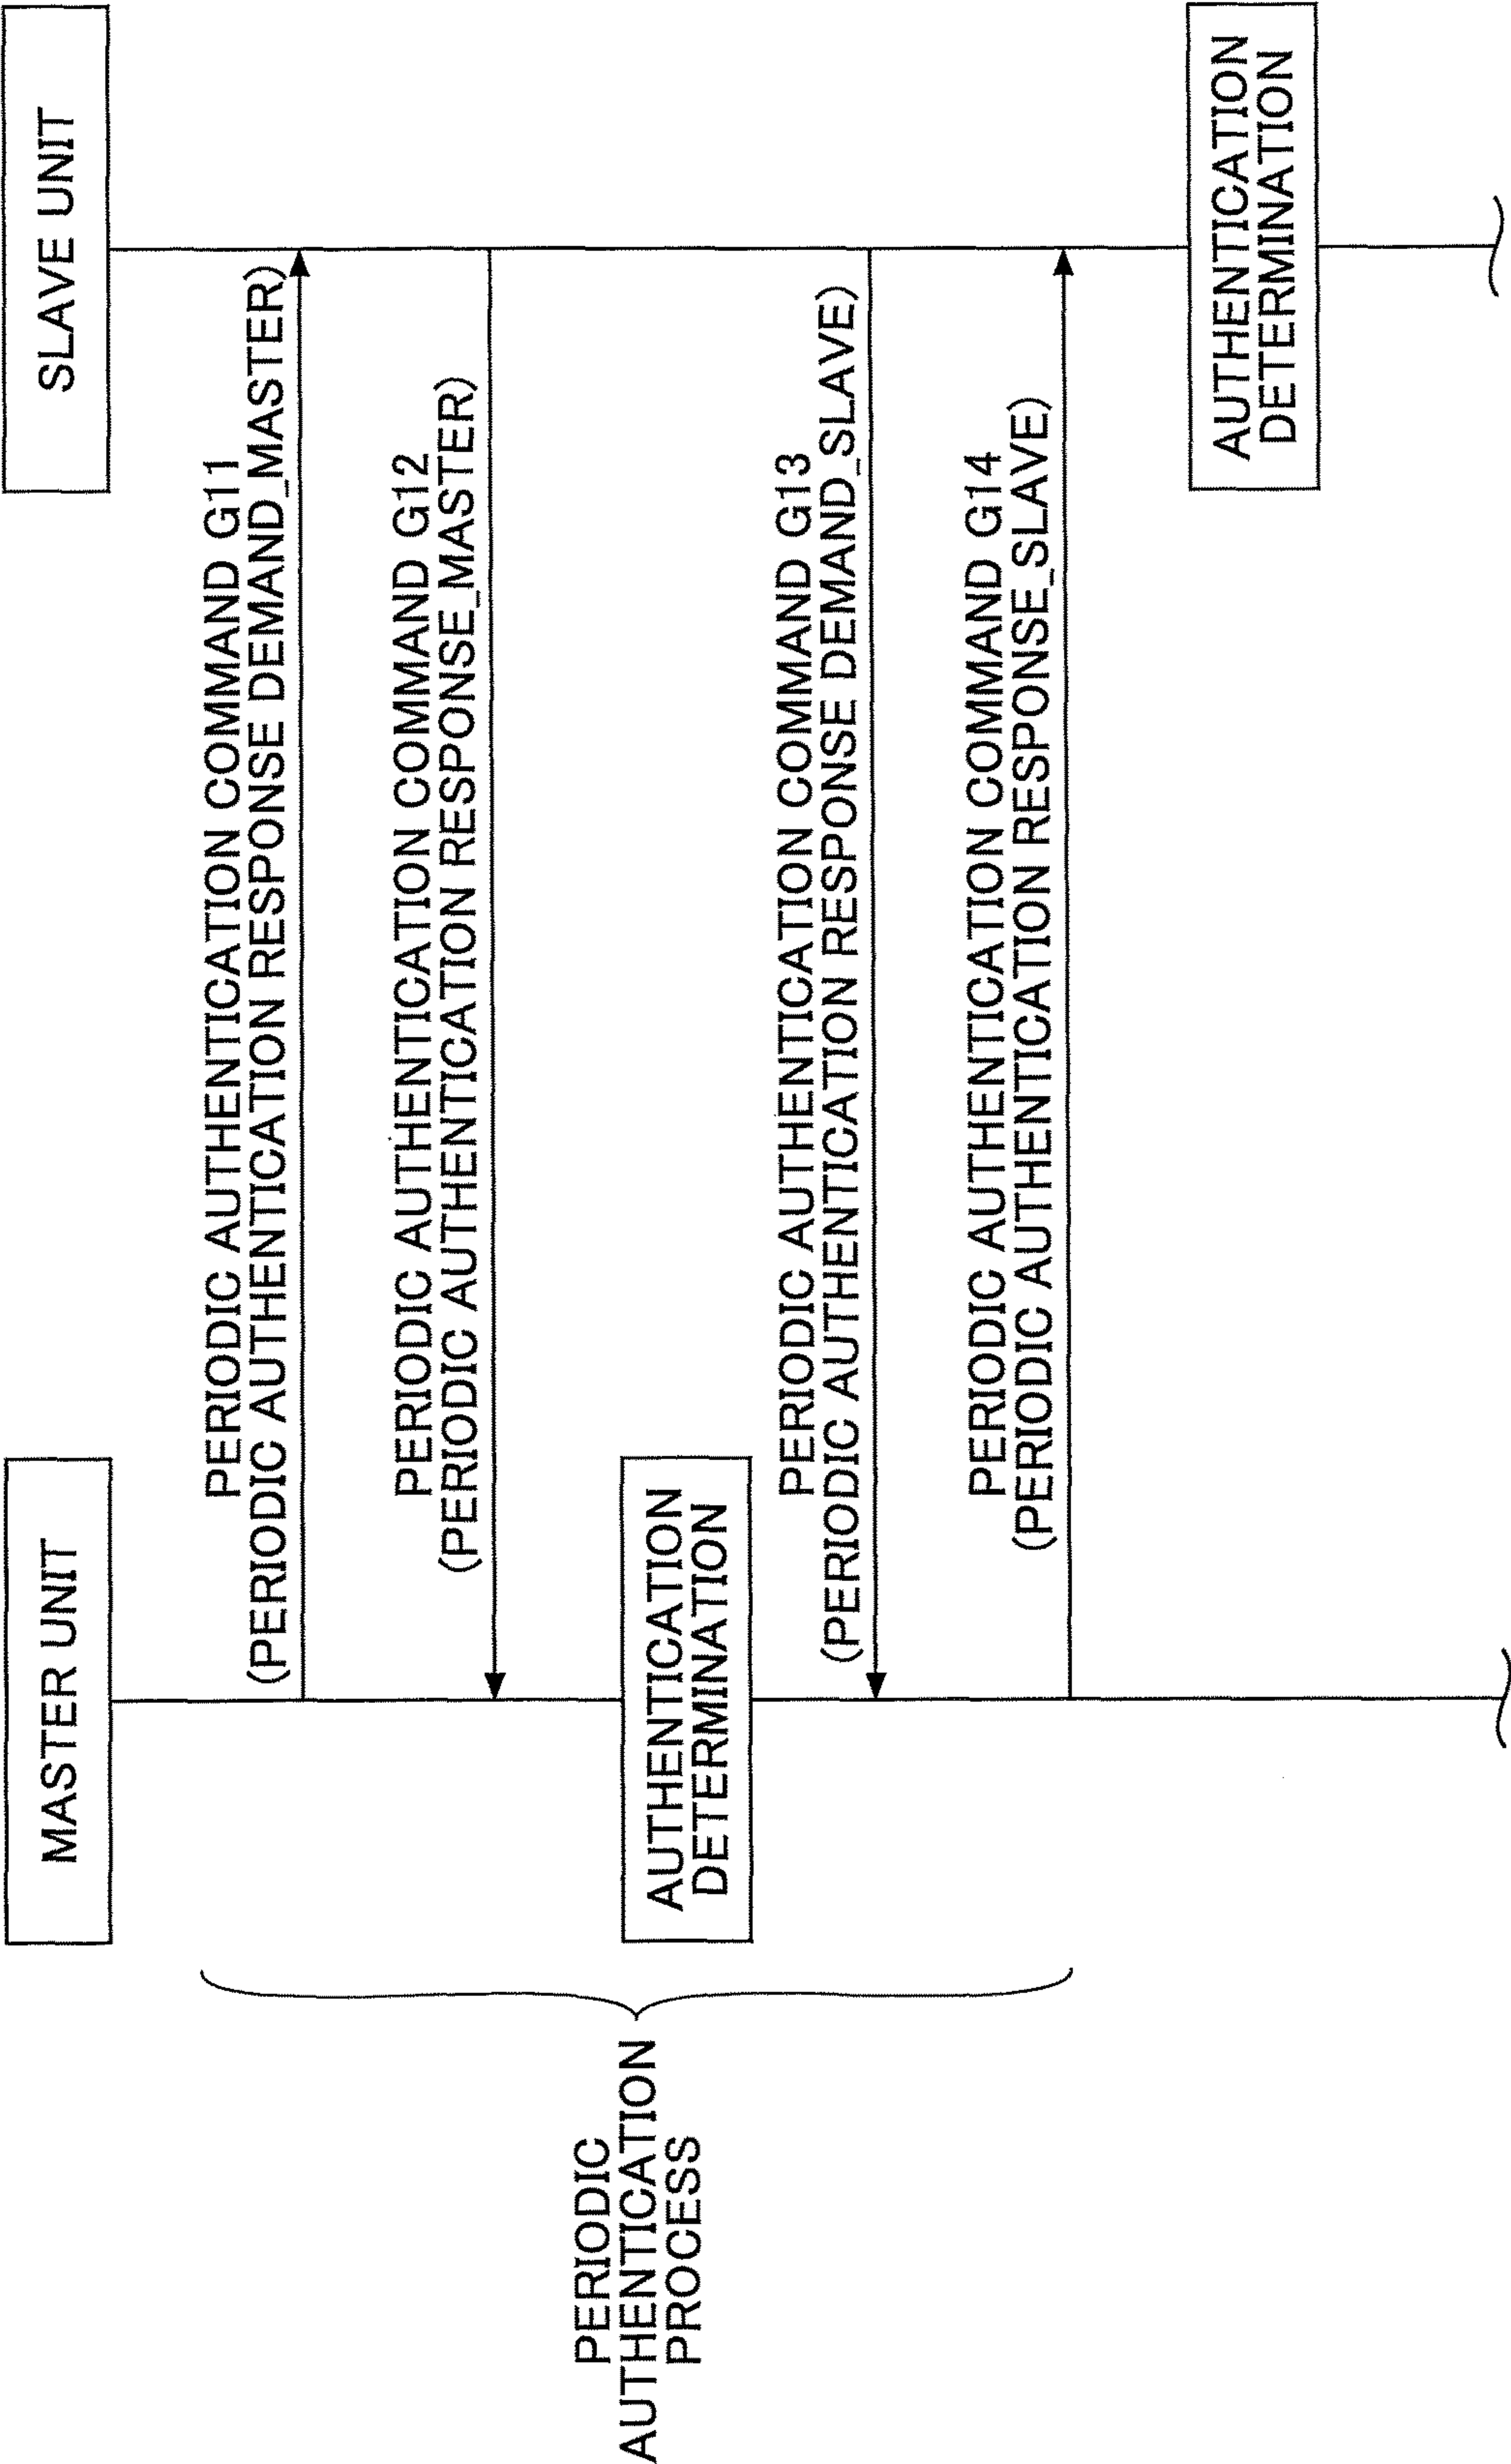 MASTER UNIT
SLAVE UNIT
PERIODIC AUTHENTICATION COMMAND G11
(PERIODIC AUTHENTICATION RESPONSE DEMAND_MASTER)
PERIODIC AUTHENTICATION COMMAND G12
(PERIODIC AUTHENTICATION RESPONSE_MASTER)
PERIODIC
AUTHENTICATION
PROCESS
AUTHENTICATION
DETERMINATION
PERIODIC AUTHENTICATION COMMAND G13
(PERIODIC AUTHENTICATION RESPONSE DEMAND_SLAVE)
PERIODIC AUTHENTICATION COMMAND G14
(PERIODIC AUTHENTICATION RESPONSE_SLAVE)
AUTHENTICATION
DETERMINATION